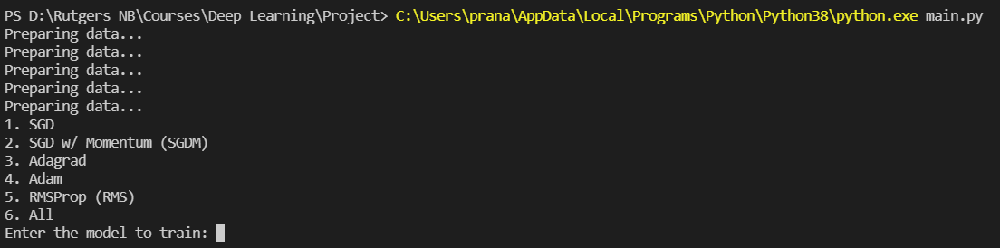 PS D:\Rutgers NB\Courses\Deep Learning\Project> C:\Users\prana\AppData\Local\Programs\Python\Python38\python.exe main.py
Preparing data...
Preparing data...
Preparing data...
Preparing data...
Preparing data...
1. SGD
2. SGD w/ Momentum (SGDM)
3. Adagrad
4. Adam
5. RMSProp (RMS)
6. All
Enter the model to train: